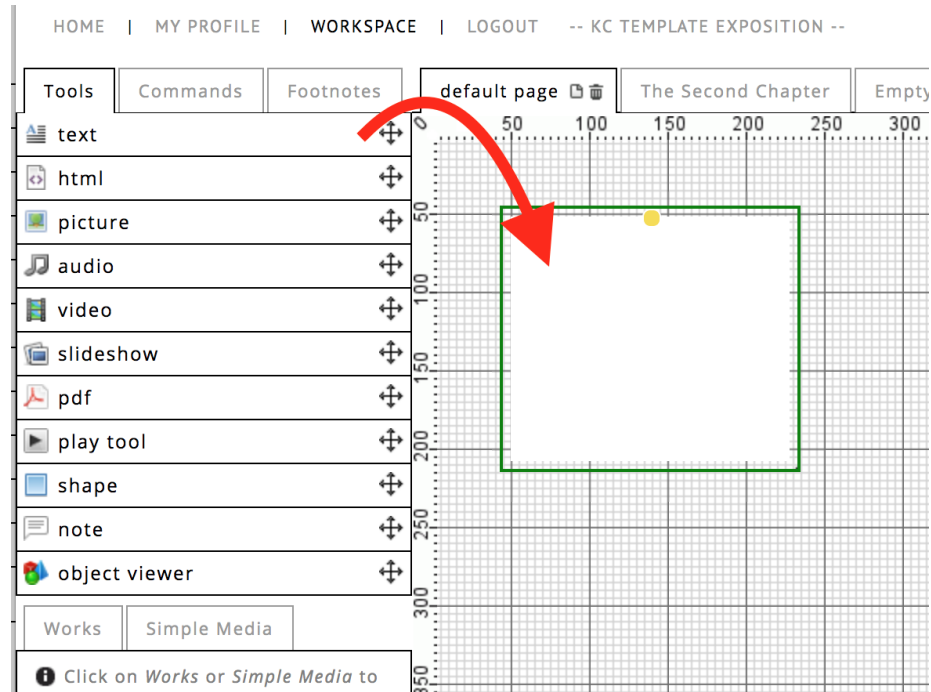 HOME | MY PROFILE | WORKSPACE | LOGOUT -- KC TEMPLATE EXPOSITION --
Tools Commands Footnotes
default page The Second Chapter Empty
0 50 100 150 200 250 300
text
html
picture
audio
video
slideshow
pdf
play tool
shape
note
object viewer
50
100
150
200
250
300
350
Works Simple Media
Click on Works or Simple Media to